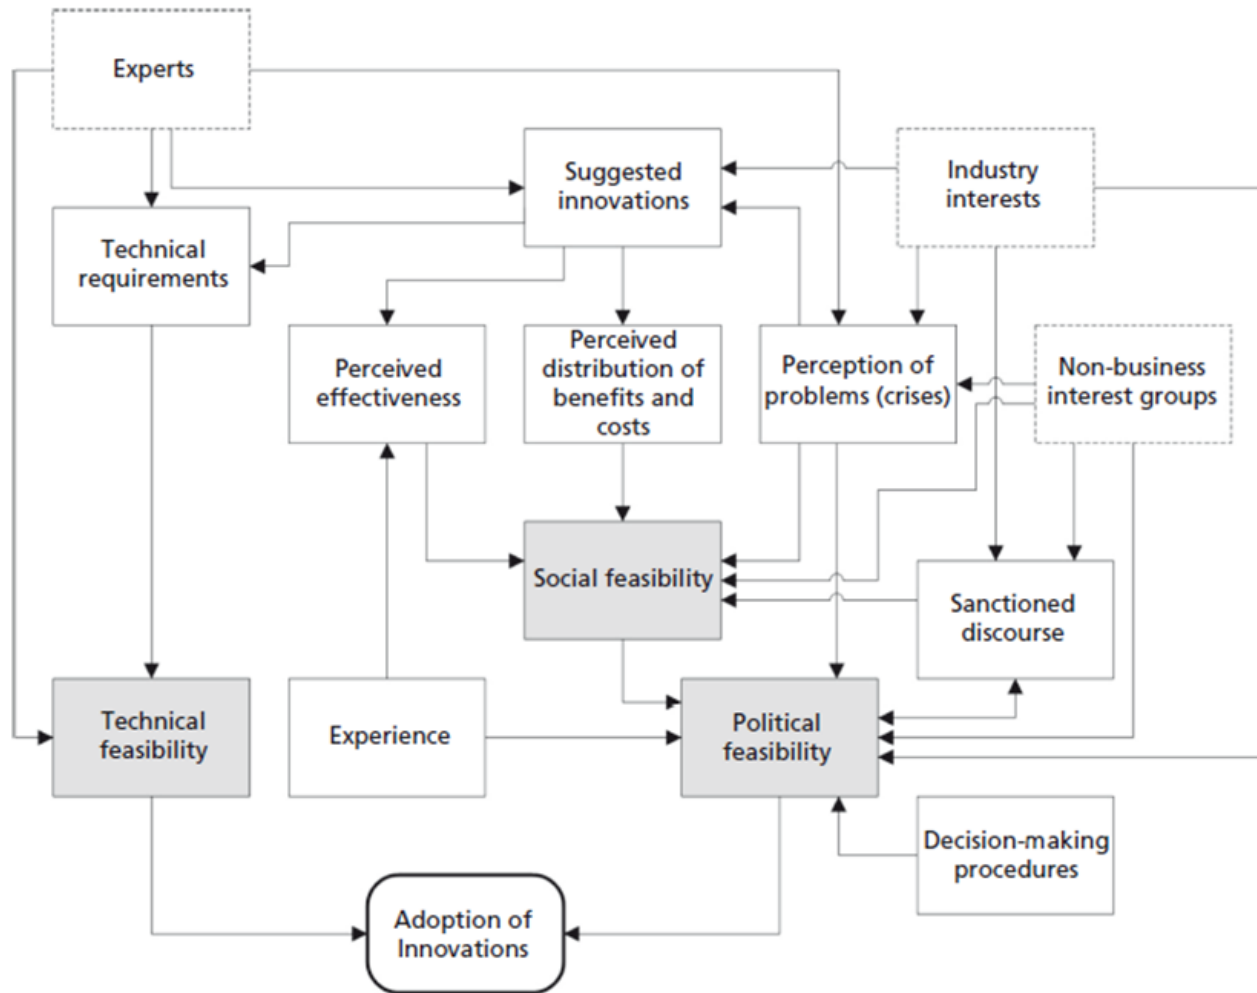 Experts
Suggested
innovations
Industry
interests
Technical
requirements
Perceived
effectiveness
Perceived
distribution of
benefits and
costs
Perception of
problems (crises)
Non-business
interest groups
Social feasibility
Sanctioned
discourse
Technical
feasibility
Experience
Political
feasibility
Decision-making
procedures
Adoption of
Innovations